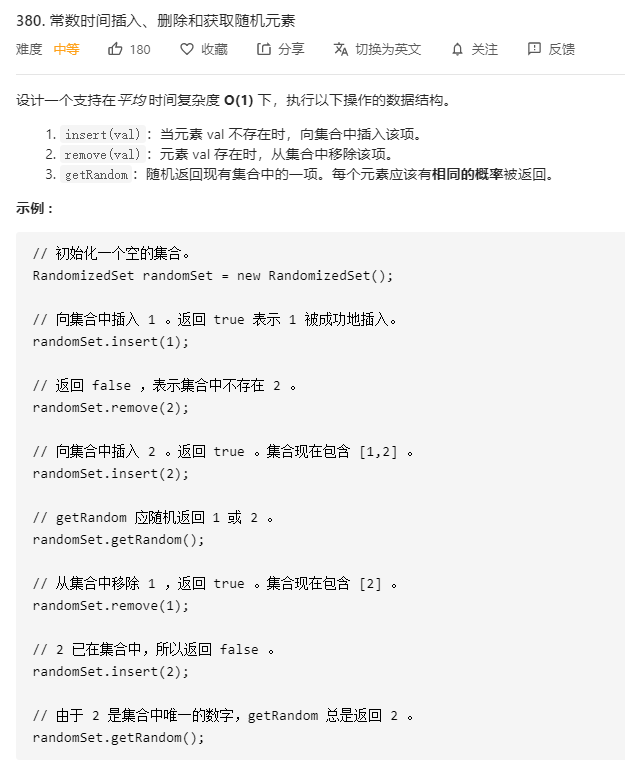 380. 常数时间插入、删除和获取随机元素
难度 中等 180 收藏 分享 切换为英文 关注 反馈
设计一个支持在平均 时间复杂度 O(1) 下，执行以下操作的数据结构。
1. insert(val)：当元素 val 不存在时，向集合中插入该项。
2. remove(val)：元素 val 存在时，从集合中移除该项。
3. getRandom：随机返回现有集合中的一项。每个元素应该有相同的概率被返回。
示例 :
// 初始化一个空的集合。
RandomizedSet randomSet = new RandomizedSet();
// 向集合中插入 1 。返回 true 表示 1 被成功地插入。
randomSet.insert(1);
// 返回 false ，表示集合中不存在 2 。
randomSet.remove(2);
// 向集合中插入 2 。返回 true 。集合现在包含 [1,2] 。
randomSet.insert(2);
// getRandom 应随机返回 1 或 2 。
randomSet.getRandom();
// 从集合中移除 1 ，返回 true 。集合现在包含 [2] 。
randomSet.remove(1);
// 2 已在集合中，所以返回 false 。
randomSet.insert(2);
// 由于 2 是集合中唯一的数字，getRandom 总是返回 2 。
randomSet.getRandom();